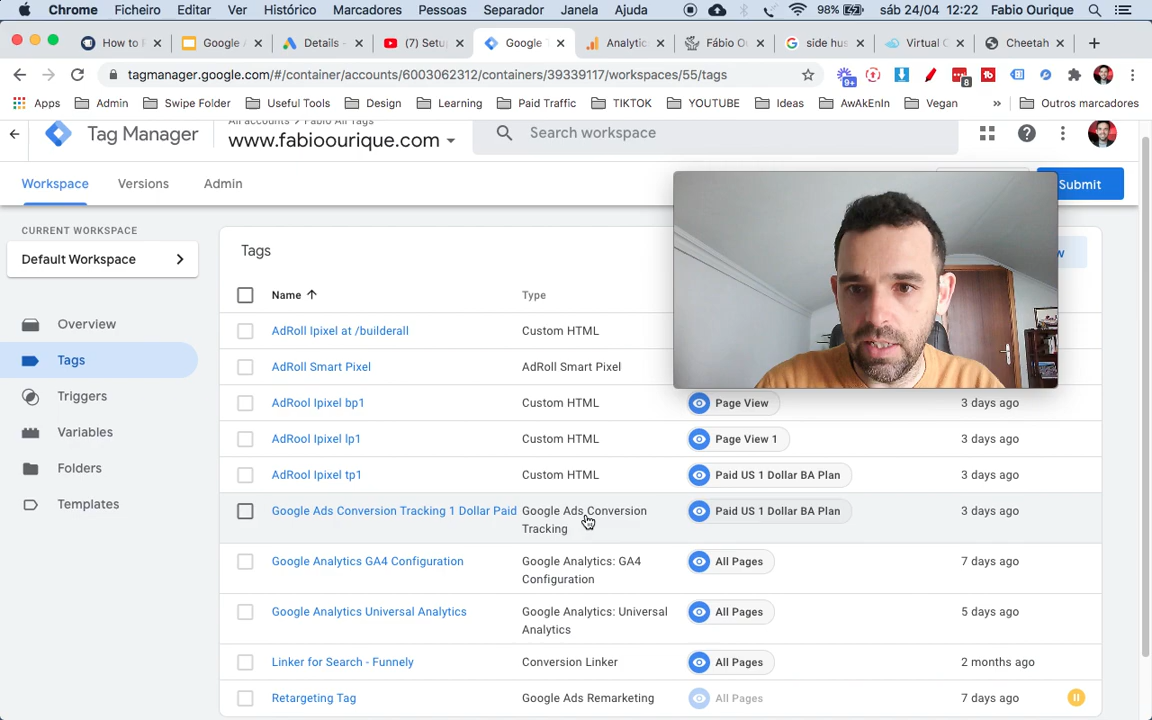 Chrome Ficheiro Editar Ver Histórico Marcadores Pessoas Separador Janela Ajuda 98% sáb 24/04 12:22 Fabio Ourique
How to Google Details - (7) Setu Google Analytic Fábio O side hus Virtual C Cheetah
tagmanager.google.com/#/container/accounts/6003062312/containers/39339117/workspaces/55/tags 9+ 8
Apps Admin Swipe Folder Useful Tools Design Learning Paid Traffic TIKTOK YOUTUBE Ideas AwAkEnIn Vegan » Outros marcadores
Tag Manager
www.fabioourique.com
Search workspace
Workspace Versions Admin Submit
CURRENT WORKSPACE
Default Workspace
Overview
Tags
Triggers
Variables
Folders
Templates
Tags
Name Type
AdRoll Ipixel at /builderall Custom HTML
AdRoll Smart Pixel AdRoll Smart Pixel
AdRool Ipixel bp1 Custom HTML Page View 3 days ago
AdRool Ipixel lp1 Custom HTML Page View 1 3 days ago
AdRool Ipixel tp1 Custom HTML Paid US 1 Dollar BA Plan 3 days ago
Google Ads Conversion Tracking 1 Dollar Paid Google Ads Conversion Paid US 1 Dollar BA Plan 3 days ago
Tracking
Google Analytics GA4 Configuration Google Analytics: GA4 All Pages 7 days ago
Configuration
Google Analytics Universal Analytics Google Analytics: Universal All Pages 5 days ago
Analytics
Linker for Search - Funnely Conversion Linker All Pages 2 months ago
Retargeting Tag Google Ads Remarketing All Pages 7 days ago